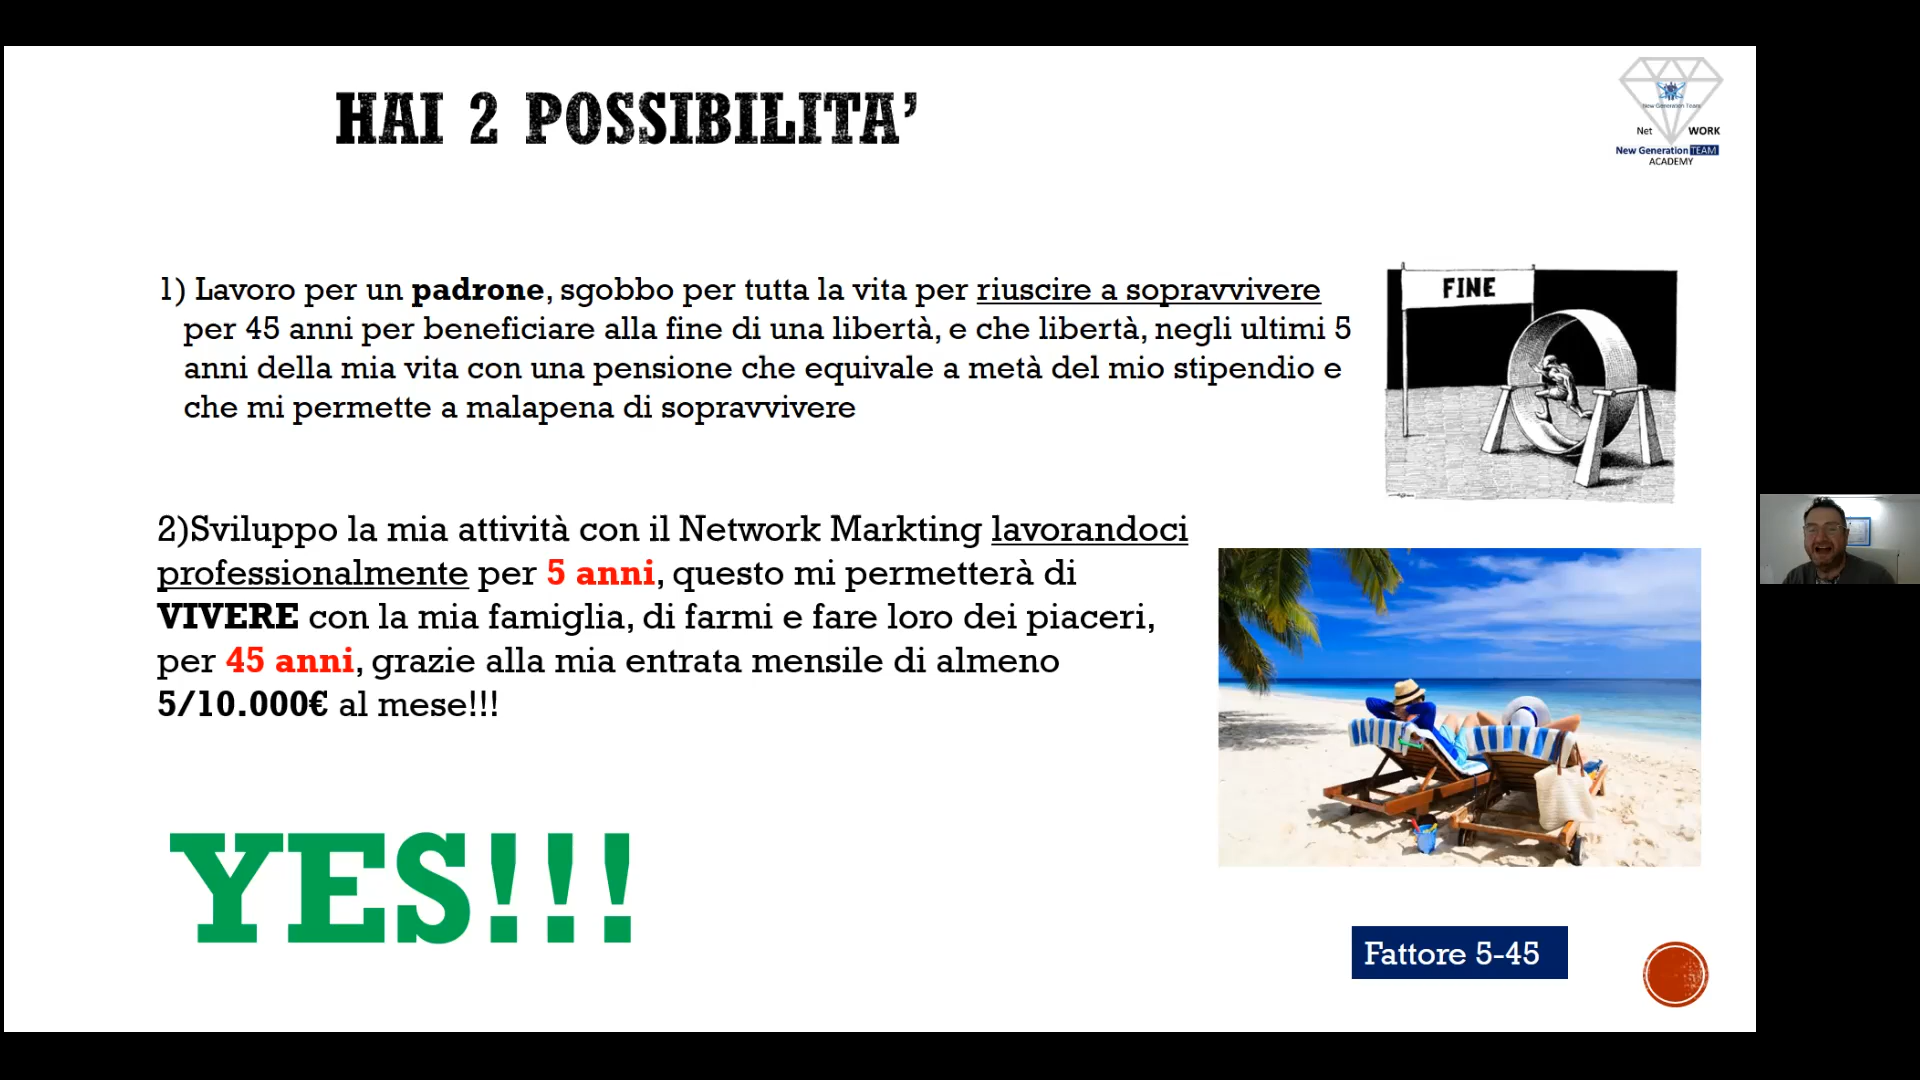 HAI 2 POSSIBILITA'
New Generation Team
Net WORK
New Generation TEAM
ACADEMY
1) Lavoro per un padrone, sgobbo per tutta la vita per riuscire a sopravvivere
per 45 anni per beneficiare alla fine di una libertà, e che libertà, negli ultimi 5
anni della mia vita con una pensione che equivale a metà del mio stipendio e
che mi permette a malapena di sopravvivere
FINE
2)Sviluppo la mia attività con il Network Markting lavorandoci
professionalmente per 5 anni, questo mi permetterà di
VIVERE con la mia famiglia, di farmi e fare loro dei piaceri,
per 45 anni, grazie alla mia entrata mensile di almeno
5/10.000€ al mese!!!
YES!!!
Fattore 5-45